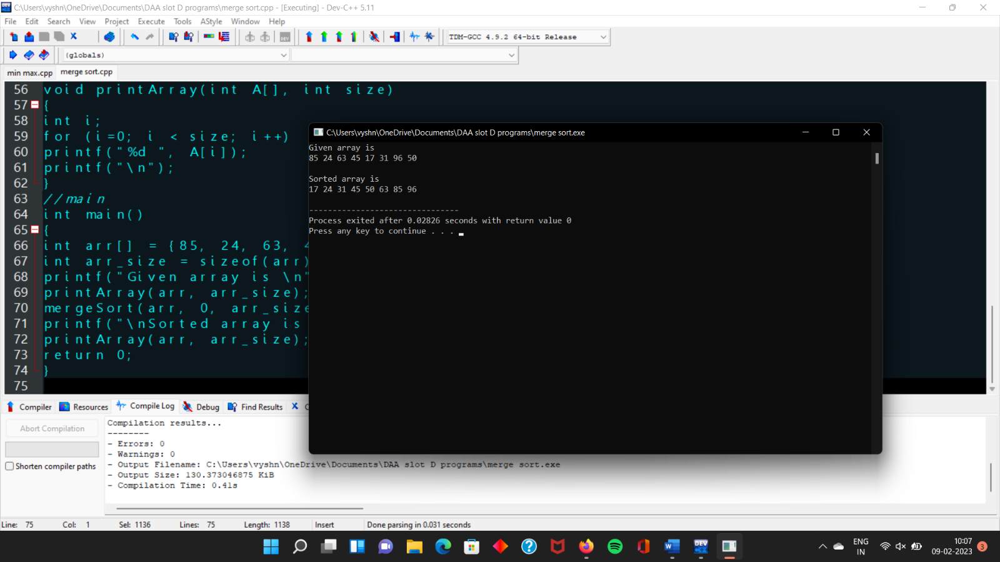 C:\Users\vyshn\OneDrive\Documents\DAA slot D programs\merge sort.cpp - [Executing] - Dev-C++ 5.11
File Edit Search View Project Execute Tools AStyle Window Help
TDM-GCC 4.9.2 64-bit Release
(globals)
min max.cpp merge sort.cpp
56 void printArray(int A[], int size)
57 {
58 int i;
59 for (i=0; i < size; i++)
60 printf("%d ", A[i]);
61 printf("\n");
62 }
63 //main
64 int main()
65 {
66 int arr[] = {85, 24, 63, 4
67 int arr_size = sizeof(arr)
68 printf("Given array is \n"
69 printArray(arr, arr_size);
70 mergeSort(arr, 0, arr_size
71 printf("\nSorted array is
72 printArray(arr, arr_size);
73 return 0;
74 }
75
C:\Users\vyshn\OneDrive\Documents\DAA slot D programs\merge sort.exe
Given array is
85 24 63 45 17 31 96 50
Sorted array is
17 24 31 45 50 63 85 96
--------------------------------
Process exited after 0.02826 seconds with return value 0
Press any key to continue . . .
Compiler Resources Compile Log Debug Find Results
Abort Compilation
Shorten compiler paths
Compilation results...
--------
- Errors: 0
- Warnings: 0
- Output Filename: C:\Users\vyshn\OneDrive\Documents\DAA slot D programs\merge sort.exe
- Output Size: 130.373046875 KiB
- Compilation Time: 0.41s
Line: 75 Col: 1 Sel: 1136 Lines: 75 Length: 1138 Insert Done parsing in 0.031 seconds
ENG
IN
10:07
09-02-2023
3